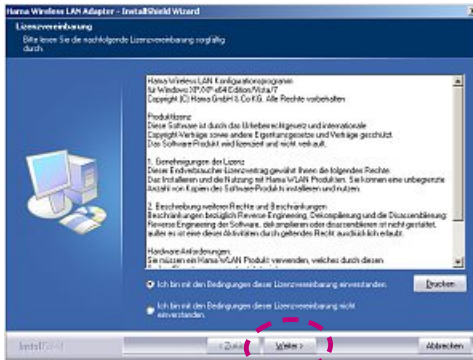 Hama Wireless LAN Adapter - InstallShield Wizard
Lizenzvereinbarung
Bitte lesen Sie die nachfolgende Lizenzvereinbarung sorgfältig
durch.
Hama Wireless LAN Konfigurationsprogramm
für Windows XP/XP-x64 Edition/Vista/7
Copyright (C) Hama GmbH & Co KG. Alle Rechte vorbehalten
Produktlizenz
Diese Software ist durch das Urheberrechtgesetz und internationale
Copyright-Verträge sowie andere Eigentumsgesetze und Verträge geschützt.
Das Software-Produkt wird lizensiert und nicht verkauft.
1. Genehmigungen der Lizenz
Dieser Endverbraucher Lizenzvertrag gewährt Ihnen die folgenden Rechte:
Das Installieren und die Nutzung mit Hama WLAN Produkten. Sie können eine unbegrenzte
Anzahl von Kopien des Software-Produkts installieren und nutzen.
2. Beschreibung weiterer Rechte und Beschränkungen
Beschränkungen bezüglich Reverse Engineering, Dekompilierung und die Disassemblierung:
Reverse Engineering der Software, dekompilieren oder disassemblieren ist nicht gestattet,
außer es ist eine dieser Aktivitäten durch geltendes Recht ausdrücklich erlaubt.
Hardware Anforderungen.
Sie müssen ein Hama WLAN Produkt verwenden, welches durch diesen
Ich bin mit den Bedingungen dieser Lizenzvereinbarung einverstanden.
Drucken
Ich bin mit den Bedingungen dieser Lizenzvereinbarung nicht
einverstanden.
InstallShield
< Zurück
Weiter >
Abbrechen